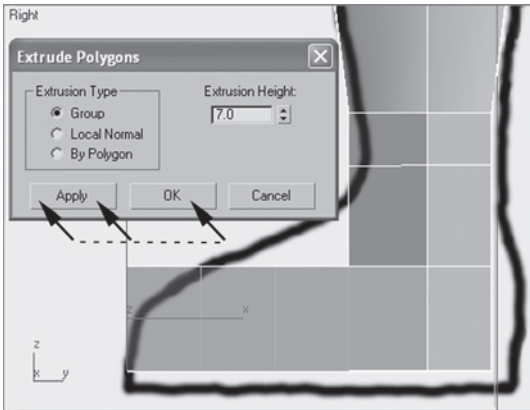 Right
Extrude Polygons
Extrusion Type
Group
Local Normal
By Polygon
Extrusion Height:
7.0
Apply OK Cancel
z x
z
x y